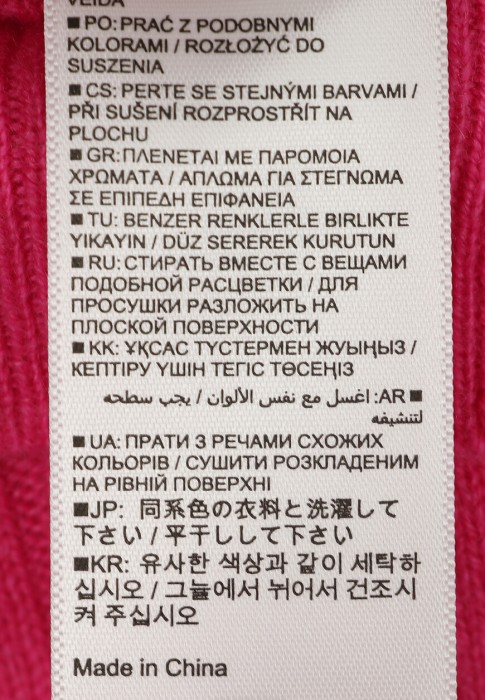 VEIDA
■ PO: PRAĆ Z PODOBNYMI
KOLORAMI / ROZŁOŻYĆ DO
SUSZENIA
■ CS: PERTE SE STEJNÝMI BARVAMI /
PŘI SUŠENÍ ROZPROSTŘÍT NA
PLOCHU
■ GR: ΠΛΕΝΕΤΑΙ ΜΕ ΠΑΡΟΜΟΙΑ
ΧΡΩΜΑΤΑ / ΑΠΛΩΜΑ ΓΙΑ ΣΤΕΓΝΩΜΑ
ΣΕ ΕΠΙΠΕΔΗ ΕΠΙΦΑΝΕΙΑ
■ TU: BENZER RENKLERLE BIRLIKTE
YIKAYIN / DÜZ SEREREK KURUTUN
■ RU: СТИРАТЬ ВМЕСТЕ С ВЕЩАМИ
ПОДОБНОЙ РАСЦВЕТКИ / ДЛЯ
ПРОСУШКИ РАЗЛОЖИТЬ НА
ПЛОСКОЙ ПОВЕРХНОСТИ
■ KK: ҰҚСАС ТҮСТЕРМЕН ЖУЫҢЫЗ /
КЕПТІРУ ҮШІН ТЕГІС ТӨСЕҢІЗ
■ AR: اغسل مع نفس الألوان / يجب سطحه
لتنشيفه
■ UA: ПРАТИ З РЕЧАМИ СХОЖИХ
КОЛЬОРІВ / СУШИТИ РОЗКЛАДЕНИМ
НА РІВНІЙ ПОВЕРХНІ
■JP: 同系色の衣料と洗濯して
下さい / 平干しして下さい
■KR: 유사한 색상과 같이 세탁하
십시오 / 그늘에서 뉘어서 건조시
켜 주십시오
Made in China